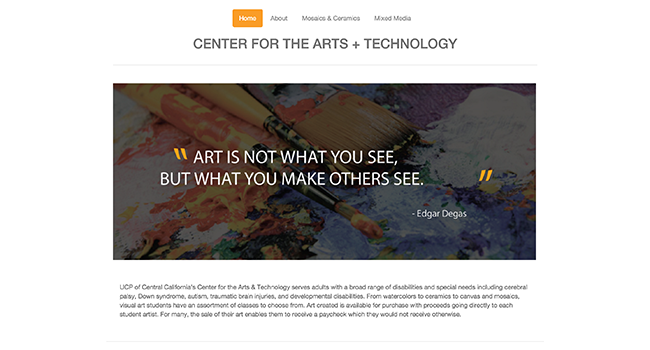 Home About Mosaics & Ceramics Mixed Media
CENTER FOR THE ARTS + TECHNOLOGY
" ART IS NOT WHAT YOU SEE,
BUT WHAT YOU MAKE OTHERS SEE. "
- Edgar Degas
UCP of Central California's Center for the Arts & Technology serves adults with a broad range of disabilities and special needs including cerebral
palsy, Down syndrome, autism, traumatic brain injuries, and developmental disabilities. From watercolors to ceramics to canvas and mosaics,
visual art students have an assortment of classes to choose from. Art created is available for purchase with proceeds going directly to each
student artist. For many, the sale of their art enables them to receive a paycheck which they would not receive otherwise.